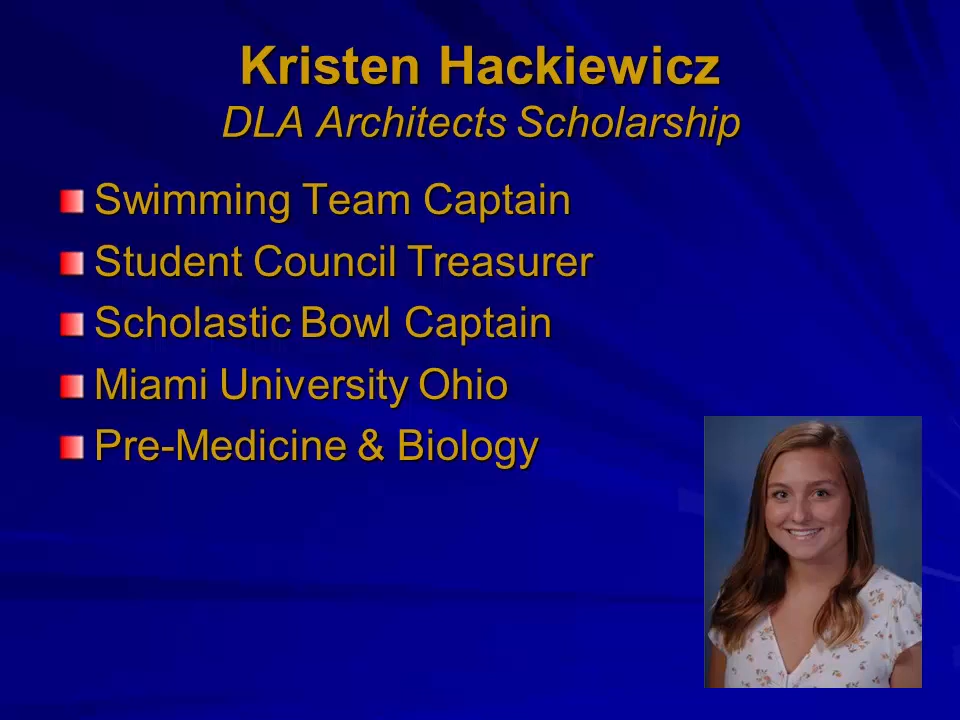 Kristen Hackiewicz
DLA Architects Scholarship
Swimming Team Captain
Student Council Treasurer
Scholastic Bowl Captain
Miami University Ohio
Pre-Medicine & Biology